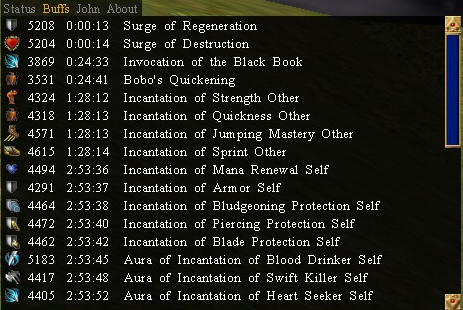 Status Buffs John About
5208 0:00:13 Surge of Regeneration
5204 0:00:14 Surge of Destruction
3869 0:24:33 Invocation of the Black Book
3531 0:24:41 Bobo's Quickening
4324 1:28:12 Incantation of Strength Other
4318 1:28:13 Incantation of Quickness Other
4571 1:28:13 Incantation of Jumping Mastery Other
4615 1:28:14 Incantation of Sprint Other
4494 2:53:36 Incantation of Mana Renewal Self
4291 2:53:37 Incantation of Armor Self
4464 2:53:38 Incantation of Bludgeoning Protection Self
4472 2:53:40 Incantation of Piercing Protection Self
4462 2:53:42 Incantation of Blade Protection Self
5183 2:53:45 Aura of Incantation of Blood Drinker Self
4417 2:53:48 Aura of Incantation of Swift Killer Self
4405 2:53:52 Aura of Incantation of Heart Seeker Self